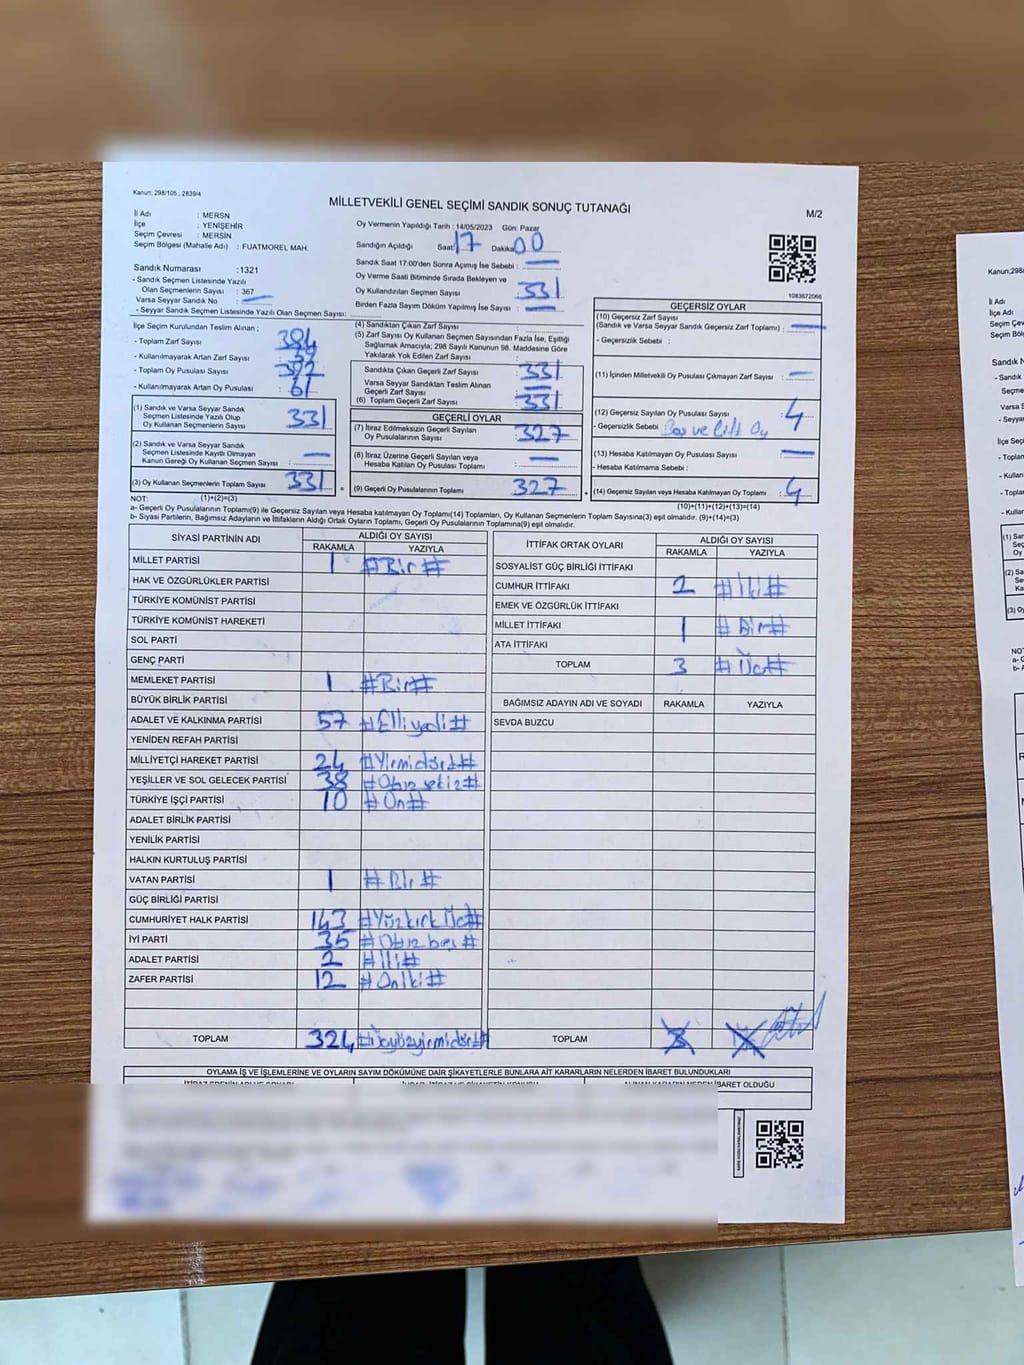 Kanun; 298/105 , 2839/4
MİLLETVEKİLİ GENEL SEÇİMİ SANDIK SONUÇ TUTANAĞI
M/2
İl Adı : MERSN
İlçe : YENİŞEHİR
Seçim Çevresi : MERSİN
Seçim Bölgesi (Mahalle Adı) : FUATMOREL MAH.
Oy Vermenin Yapıldığı Tarih : 14/05/2023 Gün: Pazar
Sandığın Açıldığı Saat: 17 Dakika 00
Sandık Saat 17:00'den Sonra Açımış İse Sebebi :
Oy Verme Saati Bitiminde Sırada Bekleyen ve
Oy Kullandırılan Seçmen Sayısı 331
Birden Fazla Sayım Döküm Yapılmış İse Sayısı :
1083672066
Sandık Numarası :1321
- Sandık Seçmen Listesinde Yazılı
Olan Seçmenlerin Sayısı : 367
Varsa Seyyar Sandık No :
- Seyyar Sandık Seçmen Listesinde Yazılı Olan Seçmen Sayısı:
İlçe Seçim Kurulundan Teslim Alınan ;
- Toplam Zarf Sayısı : 384
- Kullanılmayarak Artan Zarf Sayısı :
- Toplam Oy Pusulası Sayısı : 392
- Kullanılmayarak Artan Oy Pusulası : 61
(1) Sandık ve Varsa Seyyar Sandık
Seçmen Listesinde Yazılı Olup
Oy Kullanan Seçmenlerin Sayısı 331
(2) Sandık ve Varsa Seyyar Sandık
Seçmen Listesinde Kayıtlı Olmayan
Kanun Gereği Oy Kullanan Seçmen Sayısı :
(3) Oy Kullanan Seçmenlerin Toplam Sayısı : 331
(4) Sandıktan Çıkan Zarf Sayısı
(5) Zarf Sayısı Oy Kullanan Seçmen Sayısından Fazla İse, Eşitliği
Sağlamak Amacıyla; 298 Sayılı Kanunun 98. Maddesine Göre
Yakılarak Yok Edilen Zarf Sayısı
Sandıkta Çıkan Geçerli Zarf Sayısı : 331
Varsa Seyyar Sandıktan Teslim Alınan
Geçerli Zarf Sayısı
(6) Toplam Geçerli Zarf Sayısı : 331
GEÇERLİ OYLAR
(7) İtiraz Edilmeksizin Geçerli Sayılan
Oy Pusulalarının Sayısı : 327
(8) İtiraz Üzerine Geçerli Sayılan veya
Hesaba Katılan Oy Pusulası Toplamı
(9) Geçerli Oy Pusulalarının Toplamı 327
GEÇERSİZ OYLAR
(10) Geçersiz Zarf Sayısı
(Sandık ve Varsa Seyyar Sandık Geçersiz Zarf Toplamı) :
- Geçersizlik Sebebi :
(11) İçinden Milletvekili Oy Pusulası Çıkmayan Zarf Sayısı :
(12) Geçersiz Sayılan Oy Pusulası Sayısı : 4
- Geçersizlik Sebebi Boş ve Çift Oy
(13) Hesaba Katılmayan Oy Pusulası Sayısı :
- Hesaba Katılmama Sebebi :
(14) Geçersiz Sayılan veya Hesaba Katılmayan Oy Toplamı : 4
NOT: (1)+(2)=(3)
(10)+(11)+(12)+(13)=(14)
a- Geçerli Oy Pusulalarının Toplamı(9) ile Geçersiz Sayılan veya Hesaba Katılmayan Oy Toplamı(14) Toplamları, Oy Kullanan Seçmenlerin Toplam Sayısına(3) eşit olmalıdır. (9)+(14)=(3)
b- Siyasi Partilerin, Bağımsız Adayların ve İttifakların Aldığı Ortak Oyların Toplamı, Geçerli Oy Pusulalarının Toplamına(9) eşit olmalıdır.
SİYASİ PARTİNİN ADI ALDIĞI OY SAYISI
RAKAMLA YAZIYLA
MİLLET PARTİSİ 1 #Bir#
HAK VE ÖZGÜRLÜKLER PARTİSİ
TÜRKİYE KOMÜNİST PARTİSİ
TÜRKİYE KOMÜNİST HAREKETİ
SOL PARTİ
GENÇ PARTİ
MEMLEKET PARTİSİ 1 #Bir#
BÜYÜK BİRLİK PARTİSİ
ADALET VE KALKINMA PARTİSİ 57 #Elliyedi#
YENİDEN REFAH PARTİSİ
MİLLİYETÇİ HAREKET PARTİSİ 24 #Yirmidört#
YEŞİLLER VE SOL GELECEK PARTİSİ 38 #Otuzsekiz#
TÜRKİYE İŞÇİ PARTİSİ 10 #On#
ADALET BİRLİK PARTİSİ
YENİLİK PARTİSİ
HALKIN KURTULUŞ PARTİSİ
VATAN PARTİSİ 1 #Bir#
GÜÇ BİRLİĞİ PARTİSİ
CUMHURİYET HALK PARTİSİ 143 #Yüzkırküç#
İYİ PARTİ 35 #Otuzbeş#
ADALET PARTİSİ 2 #İki#
ZAFER PARTİSİ 12 #Oniki#
TOPLAM 324 #Üçyüzyirmidört#
İTTİFAK ORTAK OYLARI ALDIĞI OY SAYISI
RAKAMLA YAZIYLA
SOSYALİST GÜÇ BİRLİĞİ İTTİFAKI
CUMHUR İTTİFAKI 2 #İki#
EMEK VE ÖZGÜRLÜK İTTİFAKI
MİLLET İTTİFAKI 1 #Bir#
ATA İTTİFAKI
TOPLAM 3 #Üç#
BAĞIMSIZ ADAYIN ADI VE SOYADI RAKAMLA YAZIYLA
SEVDA BUZCU
TOPLAM 3
OYLAMA İŞ VE İŞLEMLERİNE VE OYLARIN SAYIM DÖKÜMÜNE DAİR ŞİKAYETLERLE BUNLARA AİT KARARLARIN NELERDEN İBARET BULUNDUKLARI
İBARET OLDUĞU